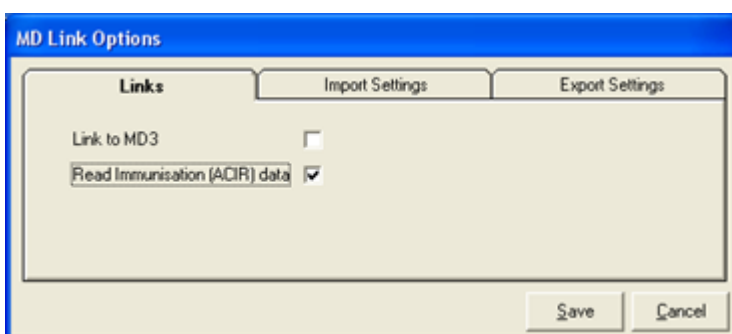 MD Link Options
Links Import Settings Export Settings
Link to MD3
Read Immunisation (ACIR) data
Save Cancel